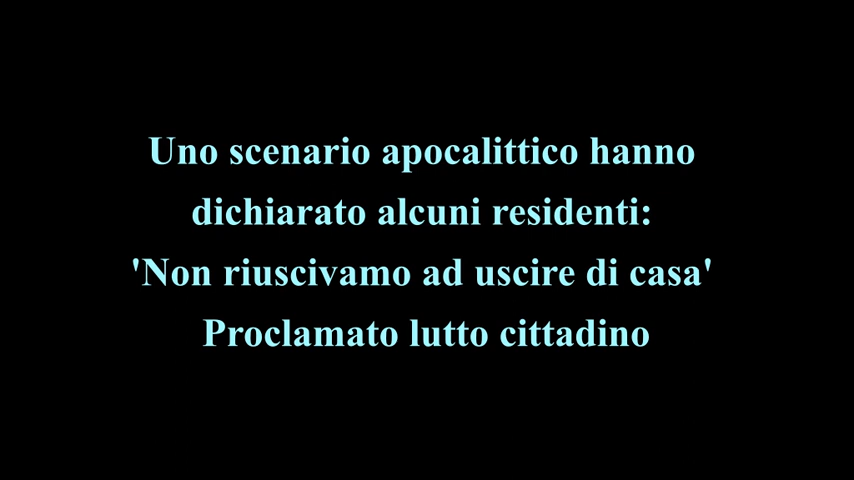 Uno scenario apocalittico hanno
dichiarato alcuni residenti:
'Non riuscivamo ad uscire di casa'
Proclamato lutto cittadino